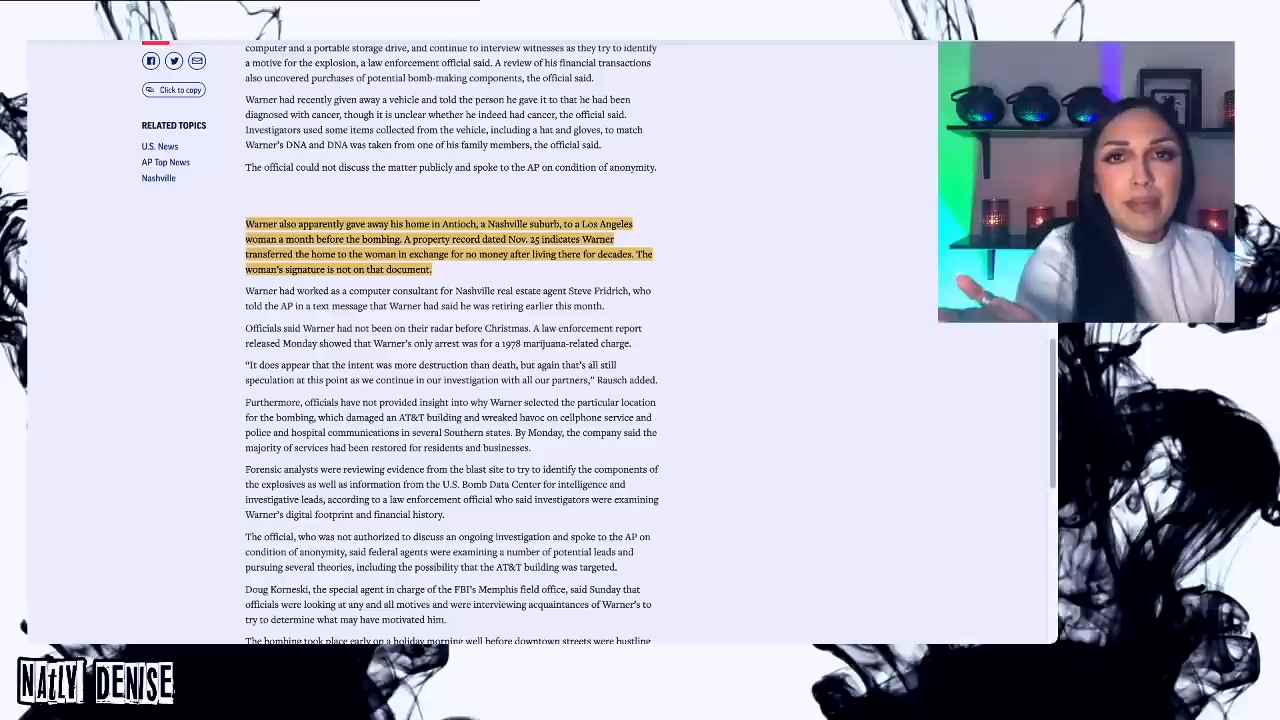 computer and a portable storage drive, and continue to interview witnesses as they try to identify
a motive for the explosion, a law enforcement official said. A review of his financial transactions
also uncovered purchases of potential bomb-making components, the official said.
Click to copy
RELATED TOPICS
U.S. News
AP Top News
Nashville
Warner had recently given away a vehicle and told the person he gave it to that he had been
diagnosed with cancer, though it is unclear whether he indeed had cancer, the official said.
Investigators used some items collected from the vehicle, including a hat and gloves, to match
Warner's DNA and DNA was taken from one of his family members, the official said.
The official could not discuss the matter publicly and spoke to the AP on condition of anonymity.
Warner also apparently gave away his home in Antioch, a Nashville suburb, to a Los Angeles
woman a month before the bombing. A property record dated Nov. 25 indicates Warner
transferred the home to the woman in exchange for no money after living there for decades. The
woman's signature is not on that document.
Warner had worked as a computer consultant for Nashville real estate agent Steve Fridrich, who
told the AP in a text message that Warner had said he was retiring earlier this month.
Officials said Warner had not been on their radar before Christmas. A law enforcement report
released Monday showed that Warner's only arrest was for a 1978 marijuana-related charge.
“It does appear that the intent was more destruction than death, but again that's all still
speculation at this point as we continue in our investigation with all our partners,” Rausch added.
Furthermore, officials have not provided insight into why Warner selected the particular location
for the bombing, which damaged an AT&T building and wreaked havoc on cellphone service and
police and hospital communications in several Southern states. By Monday, the company said the
majority of services had been restored for residents and businesses.
Forensic analysts were reviewing evidence from the blast site to try to identify the components of
the explosives as well as information from the U.S. Bomb Data Center for intelligence and
investigative leads, according to a law enforcement official who said investigators were examining
Warner's digital footprint and financial history.
The official, who was not authorized to discuss an ongoing investigation and spoke to the AP on
condition of anonymity, said federal agents were examining a number of potential leads and
pursuing several theories, including the possibility that the AT&T building was targeted.
Doug Korneski, the special agent in charge of the FBI's Memphis field office, said Sunday that
officials were looking at any and all motives and were interviewing acquaintances of Warner's to
try to determine what may have motivated him.
The bombing took place early on a holiday morning well before downtown streets were bustling
NATLY DENISE